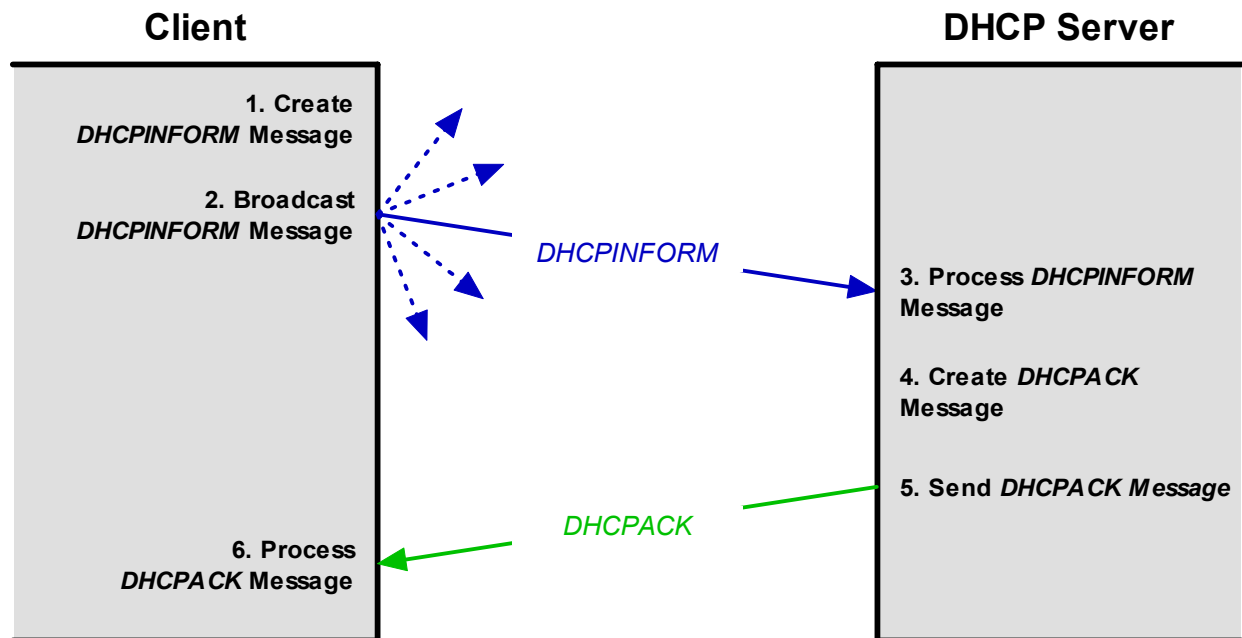 Client
DHCP Server
1. Create
DHCPINFORM Message
2. Broadcast
DHCPINFORM Message
DHCPINFORM
3. Process DHCPINFORM
Message
4. Create DHCPACK
Message
5. Send DHCPACK Message
DHCPACK
6. Process
DHCPACK Message